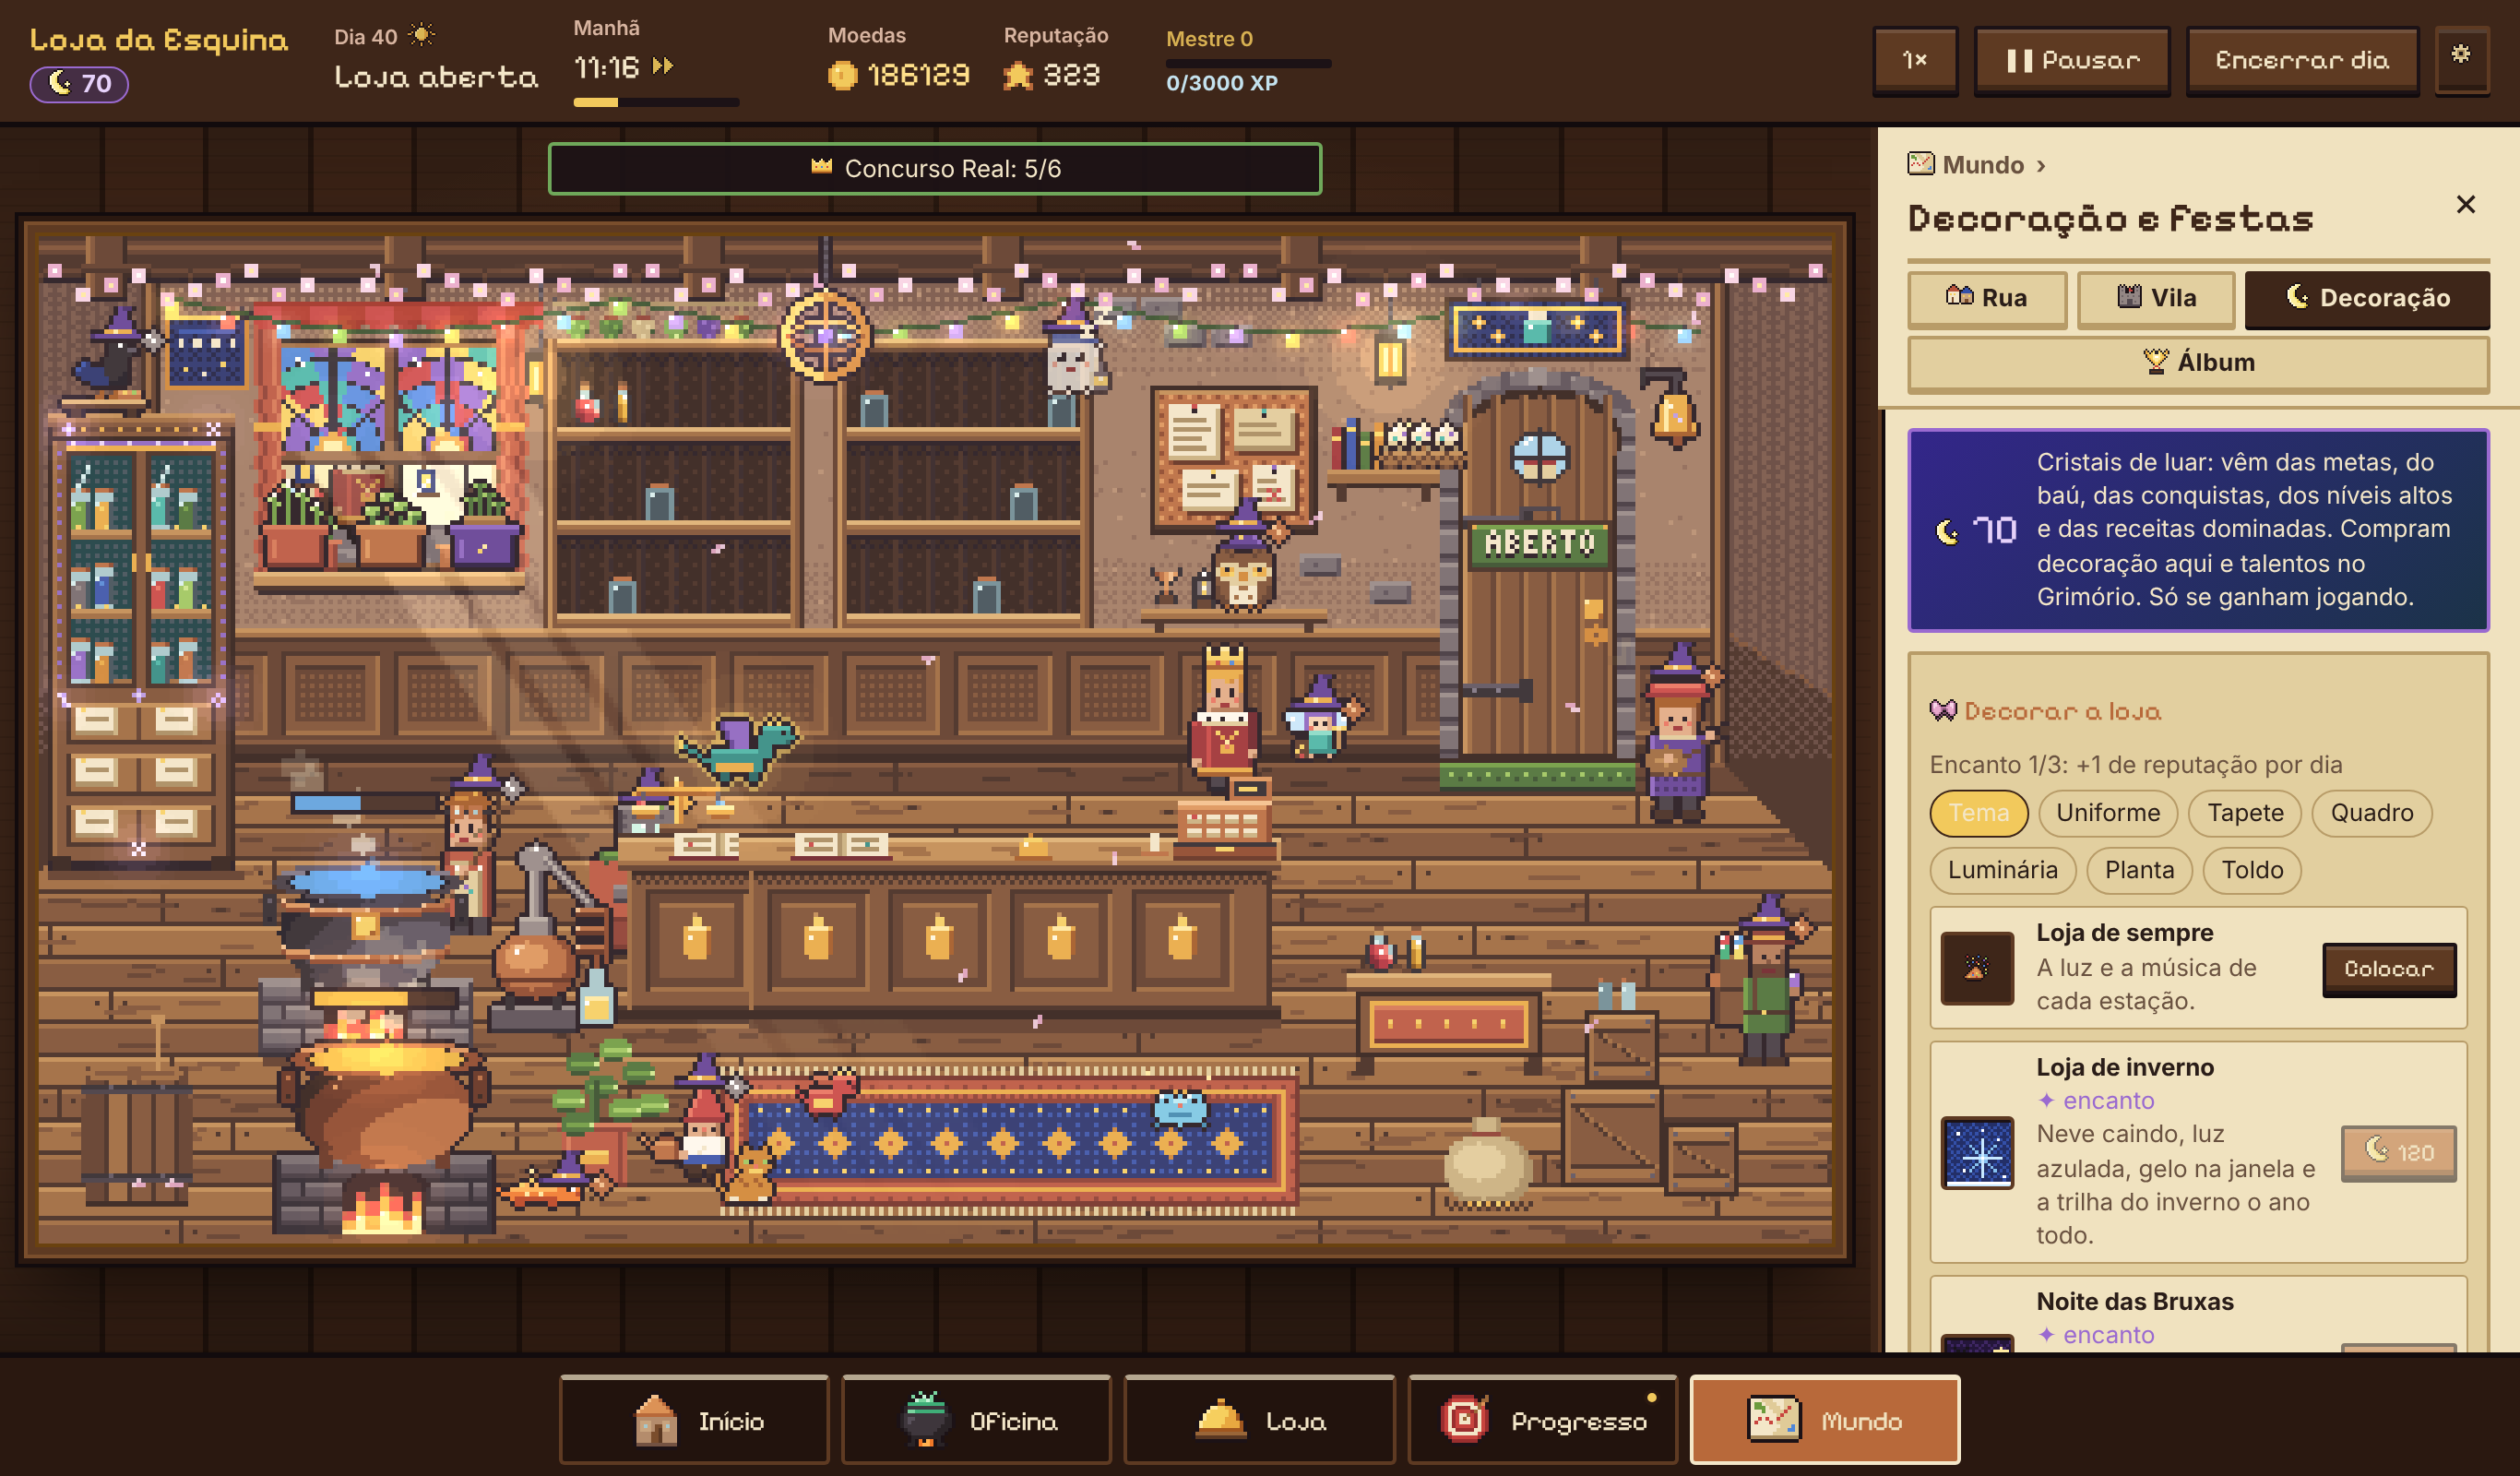 Loja da Esquina
70
Dia 40
Loja aberta
Manhã
11:16
Moedas
186129
Reputação
323
Mestre 0
0/3000 XP
1×
Pausar
Encerrar dia
Concurso Real: 5/6
ABERTO
Mundo ›
Decoração e Festas
×
Rua
Vila
Decoração
Álbum
70
Cristais de luar: vêm das metas, do
baú, das conquistas, dos níveis altos
e das receitas dominadas. Compram
decoração aqui e talentos no
Grimório. Só se ganham jogando.
Decorar a loja
Encanto 1/3: +1 de reputação por dia
Tema
Uniforme
Tapete
Quadro
Luminária
Planta
Toldo
Loja de sempre
A luz e a música de
cada estação.
Colocar
Loja de inverno
✦ encanto
Neve caindo, luz
azulada, gelo na janela e
a trilha do inverno o ano
todo.
180
Noite das Bruxas
✦ encanto
Início
Oficina
Loja
Progresso
Mundo